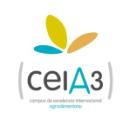 (ceiA3)
campus de excelencia internacional
agroalimentario